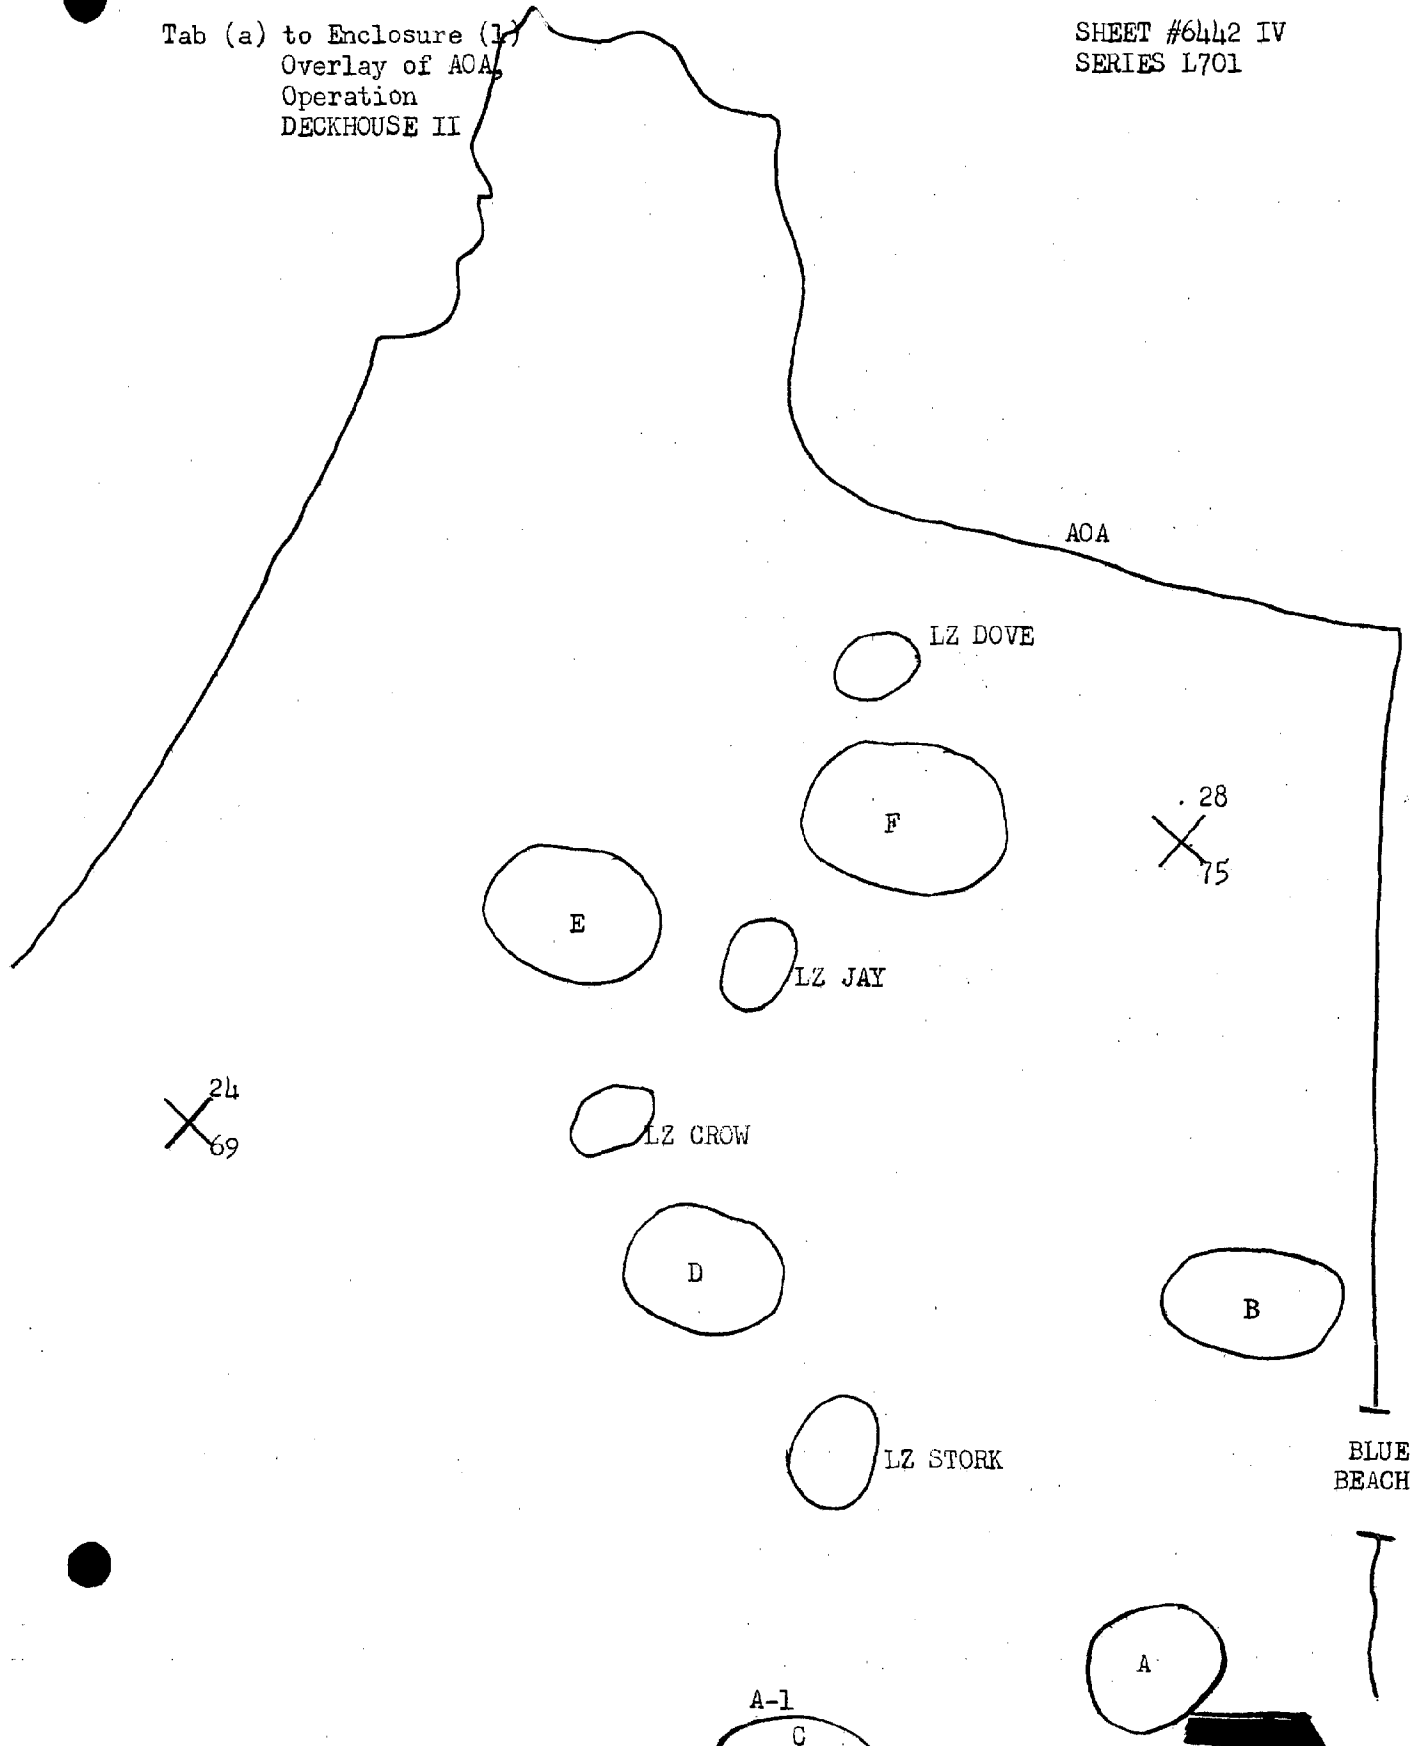 Tab (a) to Enclosure (1)
Overlay of AOA,
Operation
DECKHOUSE II
SHEET #6442 IV
SERIES L701
AOA
LZ DOVE
28
F
75
E
LZ JAY
24
69
LZ CROW
D
B
BLUE
BEACH
LZ STORK
A
A-1
C